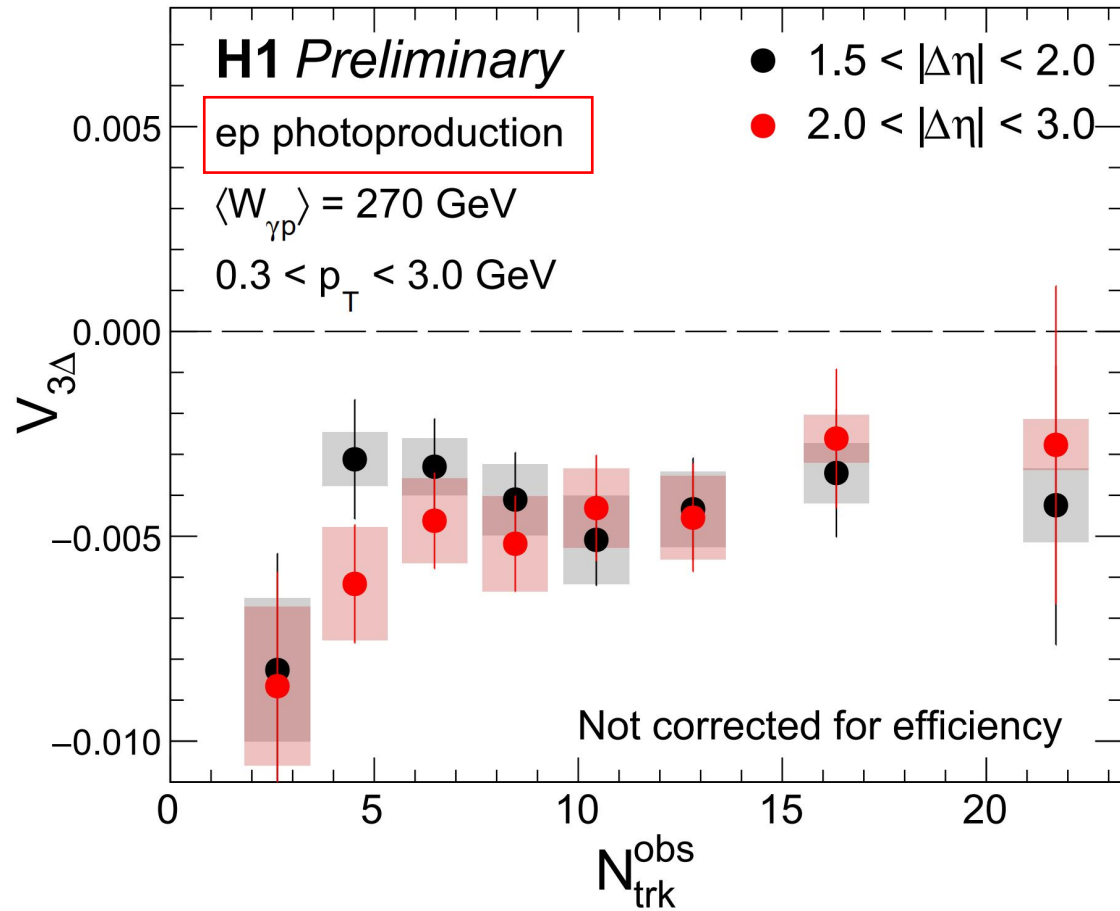 H1 Preliminary
ep photoproduction
⟨W_γp⟩ = 270 GeV
0.3 < p_T < 3.0 GeV
1.5 < |Δη| < 2.0
2.0 < |Δη| < 3.0
0.005
0.000
−0.005
−0.010
V_3Δ
Not corrected for efficiency
0 5 10 15 20
N_trk^obs